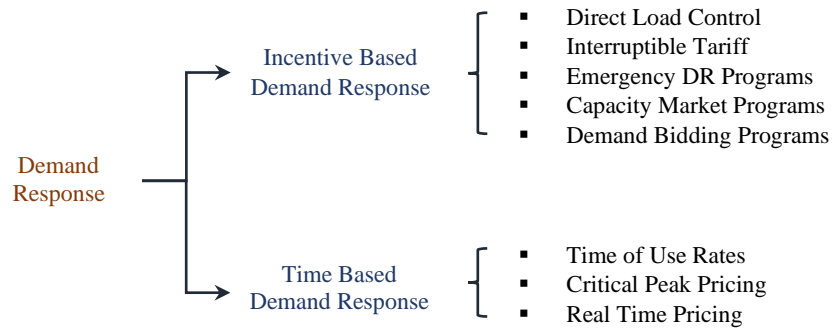 Demand
Response
Incentive Based
Demand Response
▪ Direct Load Control
▪ Interruptible Tariff
▪ Emergency DR Programs
▪ Capacity Market Programs
▪ Demand Bidding Programs
Time Based
Demand Response
▪ Time of Use Rates
▪ Critical Peak Pricing
▪ Real Time Pricing